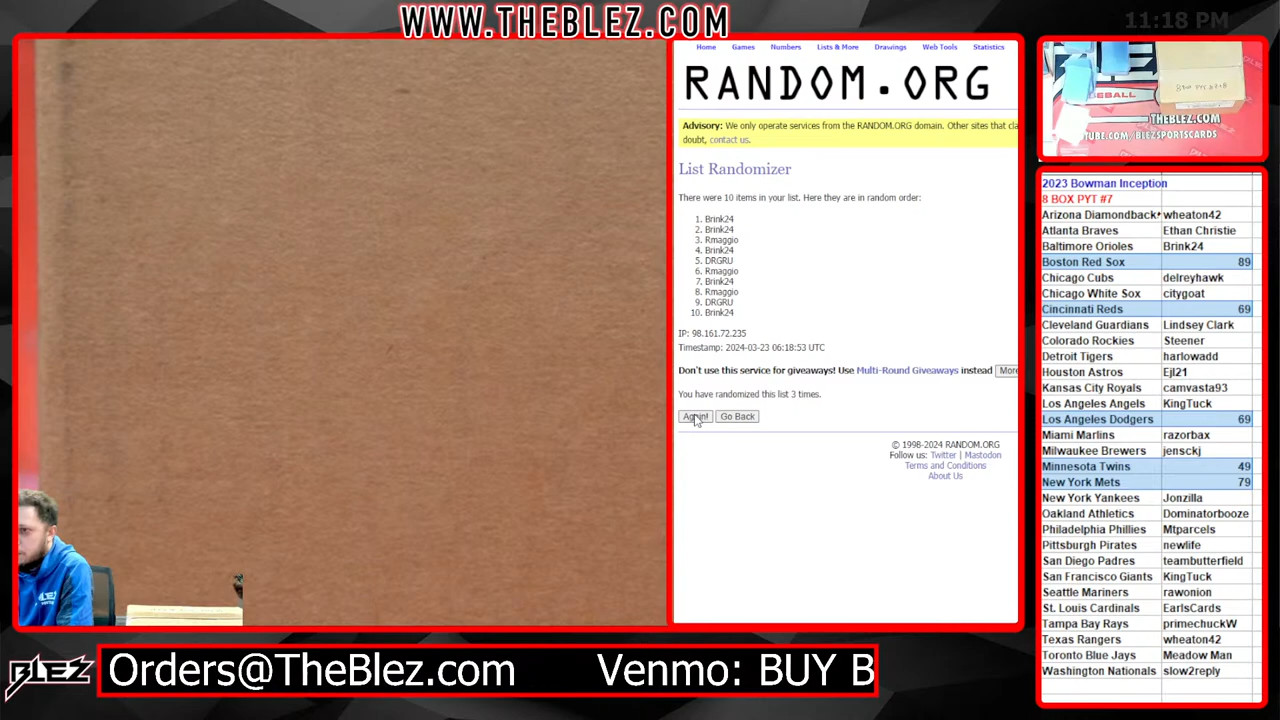 WWW.THEBLEZ.COM
11:18 PM
Home Games Numbers Lists & More Drawings Web Tools Statistics
RANDOM.ORG
Advisory: We only operate services from the RANDOM.ORG domain. Other sites that cla
doubt, contact us.
List Randomizer
There were 10 items in your list. Here they are in random order:
1. Brink24
2. Brink24
3. Rmaggio
4. Brink24
5. DRGRU
6. Rmaggio
7. Brink24
8. Rmaggio
9. DRGRU
10. Brink24
IP: 98.161.72.235
Timestamp: 2024-03-23 06:18:53 UTC
Don't use this service for giveaways! Use Multi-Round Giveaways instead More
You have randomized this list 3 times.
Again! Go Back
© 1998-2024 RANDOM.ORG
Follow us: Twitter | Mastodon
Terms and Conditions
About Us
EBALL
THEBLEZ.COM
TUBE.COM/BLEZSPORTSCARDS
2023 Bowman Inception
8 BOX PYT #7
Arizona Diamondback wheaton42
Atlanta Braves Ethan Christie
Baltimore Orioles Brink24
Boston Red Sox 89
Chicago Cubs delreyhawk
Chicago White Sox citygoat
Cincinnati Reds 69
Cleveland Guardians Lindsey Clark
Colorado Rockies Steener
Detroit Tigers harlowadd
Houston Astros Ejl21
Kansas City Royals camvasta93
Los Angeles Angels KingTuck
Los Angeles Dodgers 69
Miami Marlins razorbax
Milwaukee Brewers jensckj
Minnesota Twins 49
New York Mets 79
New York Yankees Jonzilla
Oakland Athletics Dominatorbooze
Philadelphia Phillies Mtparcels
Pittsburgh Pirates newlife
San Diego Padres teambutterfield
San Francisco Giants KingTuck
Seattle Mariners rawonion
St. Louis Cardinals EarlsCards
Tampa Bay Rays primechuckW
Texas Rangers wheaton42
Toronto Blue Jays Meadow Man
Washington Nationals slow2reply
BLEZ
Orders@TheBlez.com Venmo: BUY B